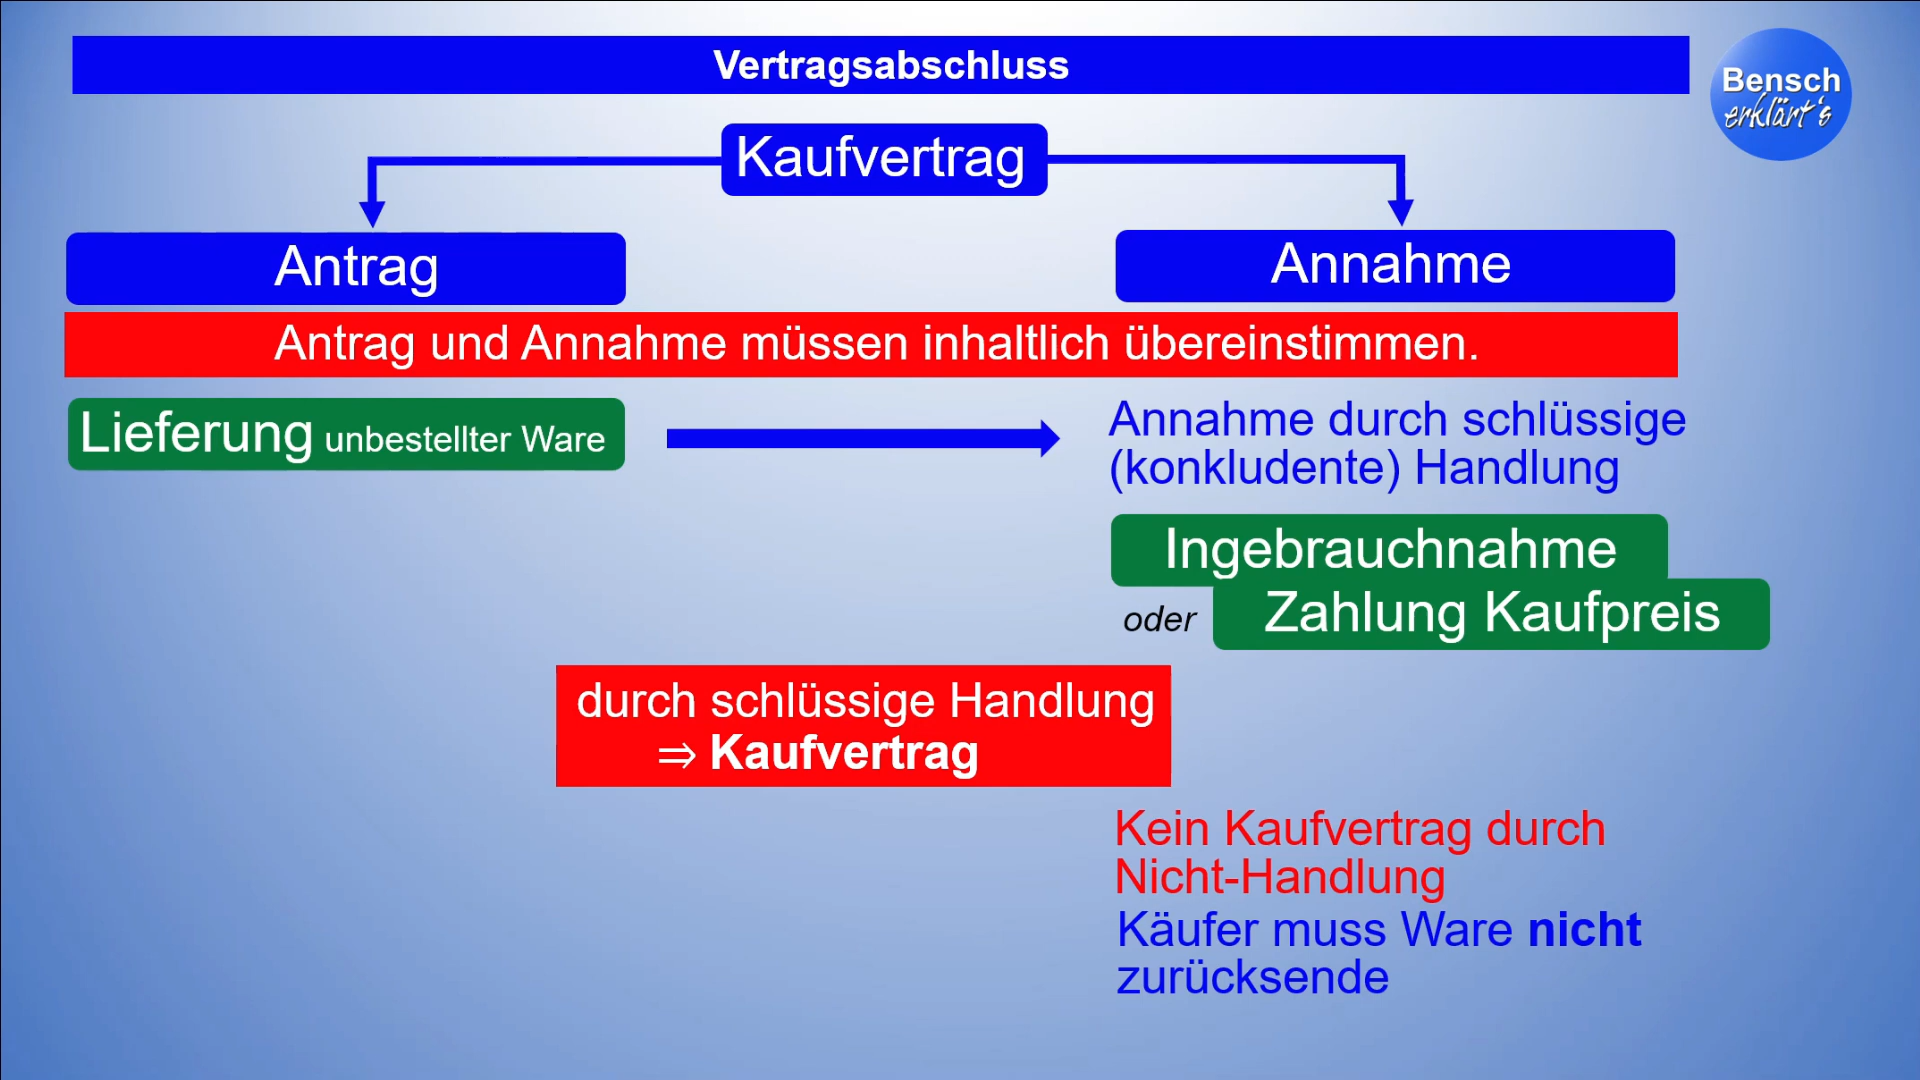 Vertragsabschluss
Bensch
erklärt's
Kaufvertrag
Antrag
Annahme
Antrag und Annahme müssen inhaltlich übereinstimmen.
Lieferung unbestellter Ware
Annahme durch schlüssige
(konkludente) Handlung
Ingebrauchnahme
oder Zahlung Kaufpreis
durch schlüssige Handlung
⇒ Kaufvertrag
Kein Kaufvertrag durch
Nicht-Handlung
Käufer muss Ware nicht
zurücksende